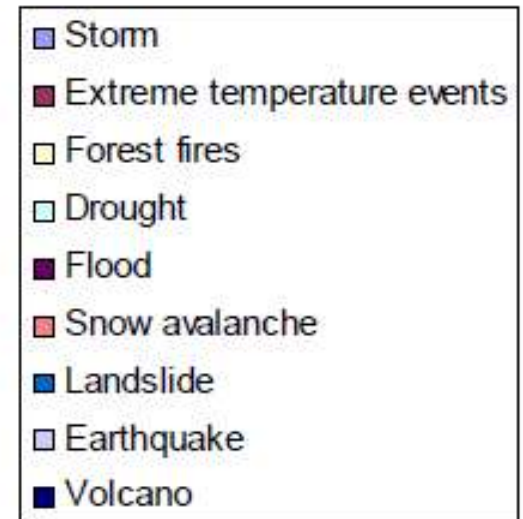 Storm
Extreme temperature events
Forest fires
Drought
Flood
Snow avalanche
Landslide
Earthquake
Volcano